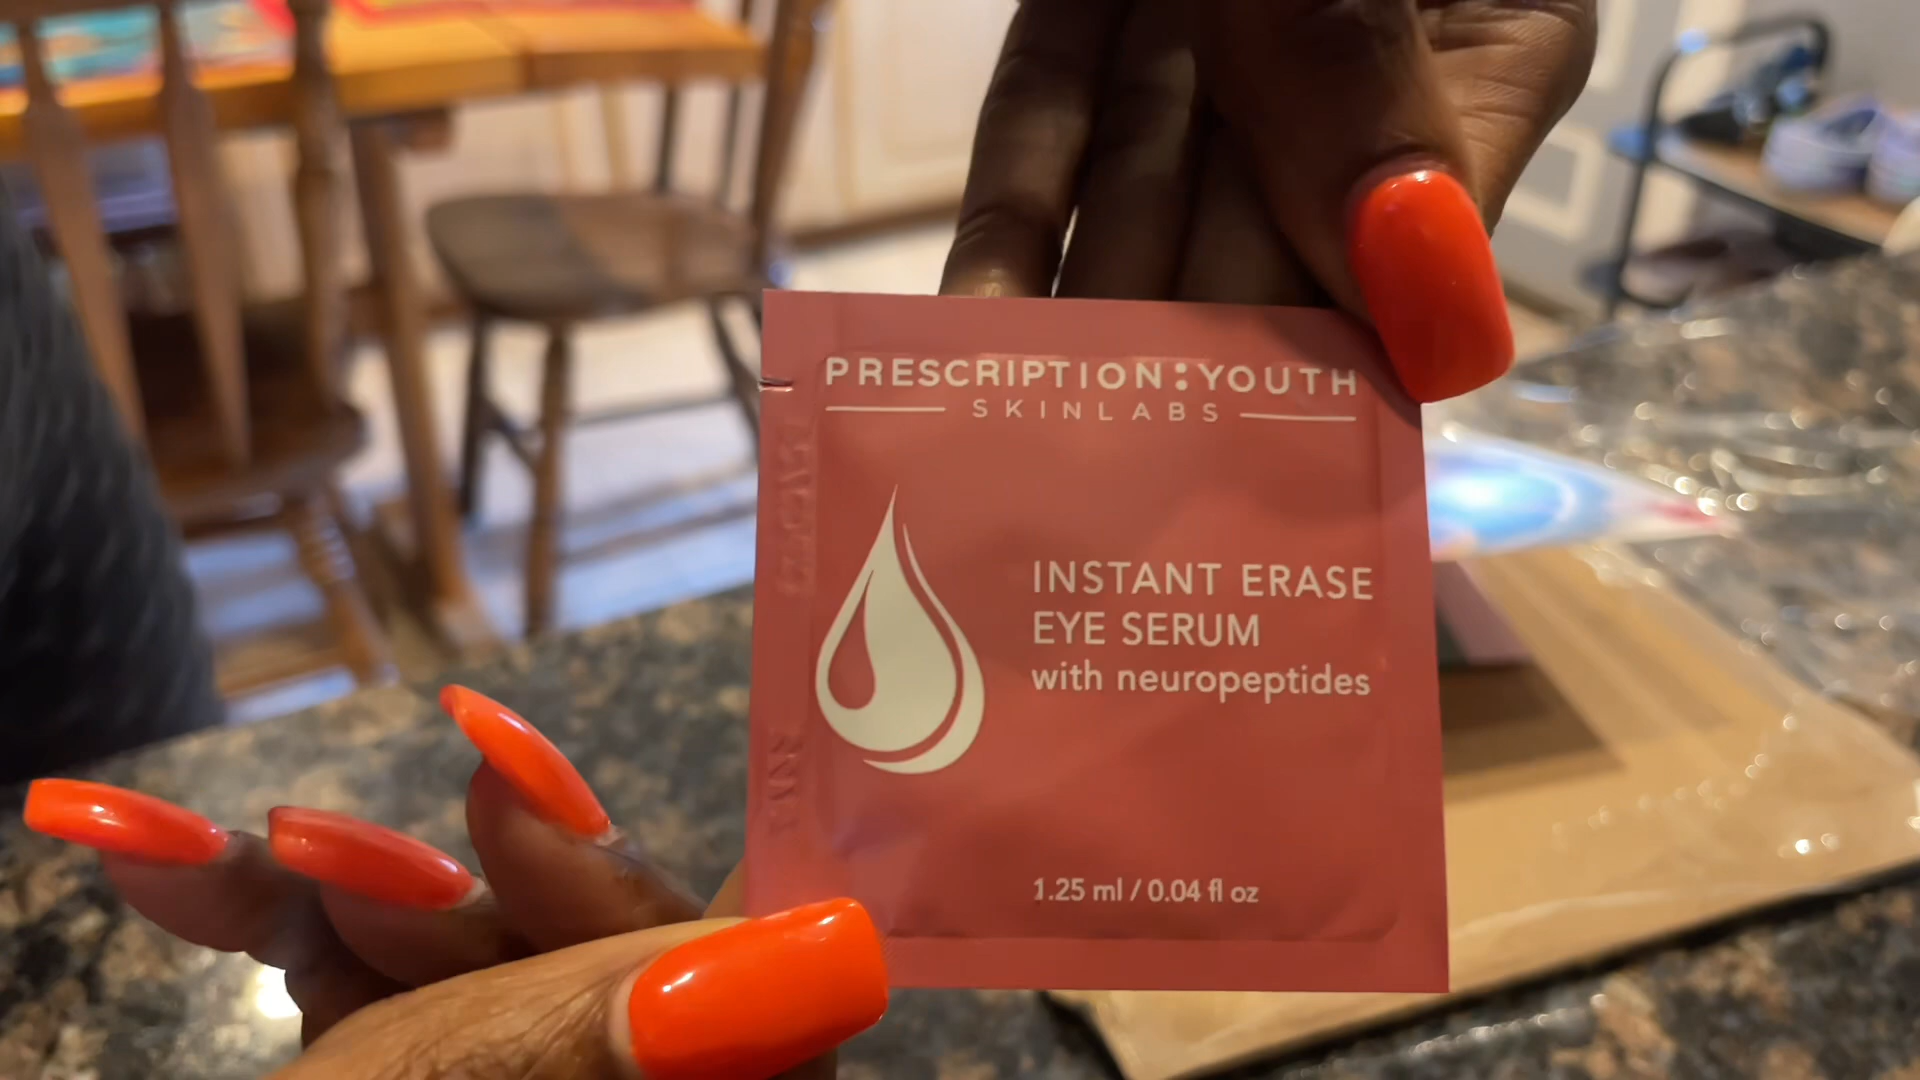 PRESCRIPTION:YOUTH
SKINLABS
INSTANT ERASE
EYE SERUM
with neuropeptides
1.25 ml / 0.04 fl oz